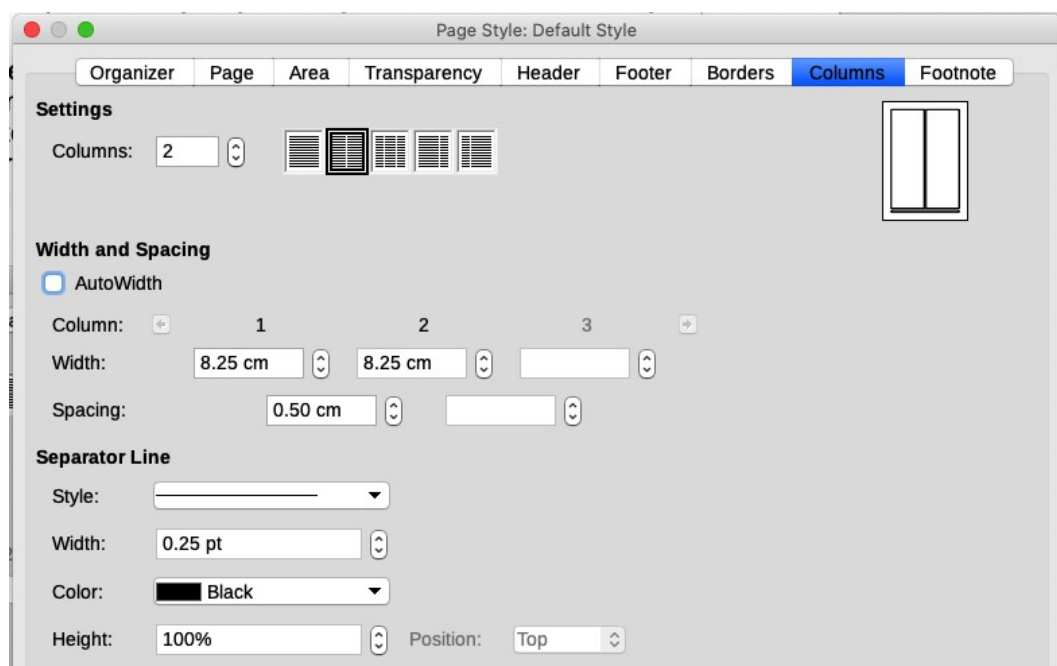 Page Style: Default Style
Organizer Page Area Transparency Header Footer Borders Columns Footnote
Settings
Columns: 2
Width and Spacing
AutoWidth
Column: 1 2 3
Width: 8.25 cm 8.25 cm
Spacing: 0.50 cm
Separator Line
Style:
Width: 0.25 pt
Color: Black
Height: 100% Position: Top